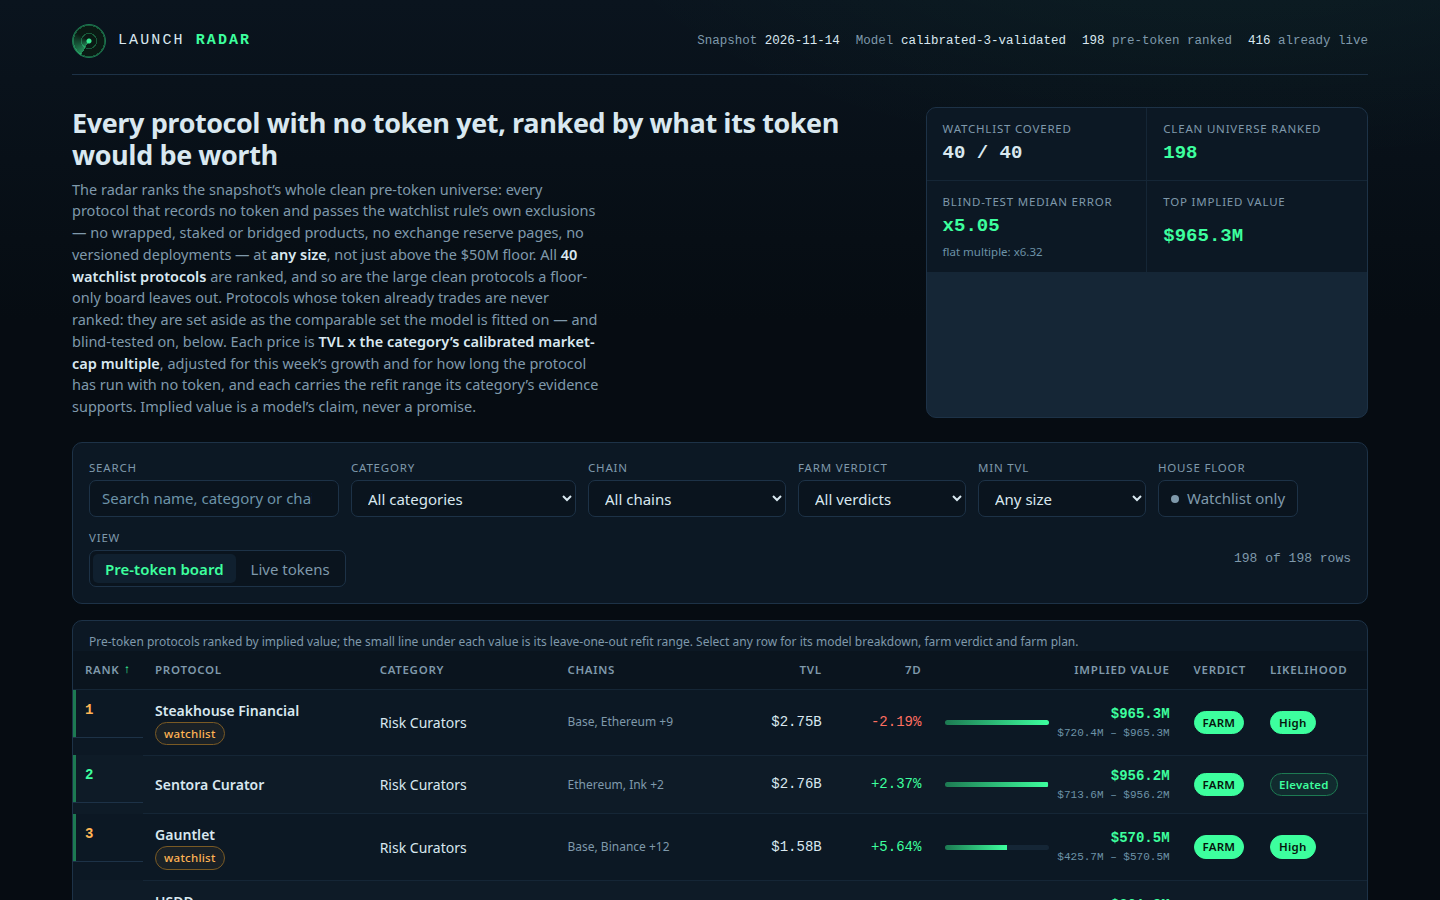 LAUNCH RADAR
Snapshot 2026-11-14 Model calibrated-3-validated 198 pre-token ranked 416 already live
Every protocol with no token yet, ranked by what its token
would be worth
The radar ranks the snapshot's whole clean pre-token universe: every
protocol that records no token and passes the watchlist rule's own exclusions
— no wrapped, staked or bridged products, no exchange reserve pages, no
versioned deployments — at any size, not just above the $50M floor. All 40
watchlist protocols are ranked, and so are the large clean protocols a floor-
only board leaves out. Protocols whose token already trades are never
ranked: they are set aside as the comparable set the model is fitted on — and
blind-tested on, below. Each price is TVL x the category's calibrated market-
cap multiple, adjusted for this week's growth and for how long the protocol
has run with no token, and each carries the refit range its category's evidence
supports. Implied value is a model's claim, never a promise.
WATCHLIST COVERED
40 / 40
CLEAN UNIVERSE RANKED
198
BLIND-TEST MEDIAN ERROR
x5.05
flat multiple: x6.32
TOP IMPLIED VALUE
$965.3M
SEARCH CATEGORY CHAIN FARM VERDICT MIN TVL HOUSE FLOOR
Search name, category or cha All categories All chains All verdicts Any size Watchlist only
VIEW
Pre-token board Live tokens
198 of 198 rows
Pre-token protocols ranked by implied value; the small line under each value is its leave-one-out refit range. Select any row for its model breakdown, farm verdict and farm plan.
RANK ↑ PROTOCOL CATEGORY CHAINS TVL 7D IMPLIED VALUE VERDICT LIKELIHOOD
1 Steakhouse Financial watchlist Risk Curators Base, Ethereum +9 $2.75B -2.19% $965.3M $720.4M – $965.3M FARM High
2 Sentora Curator Risk Curators Ethereum, Ink +2 $2.76B +2.37% $956.2M $713.6M – $956.2M FARM Elevated
3 Gauntlet watchlist Risk Curators Base, Binance +12 $1.58B +5.64% $570.5M $425.7M – $570.5M FARM High